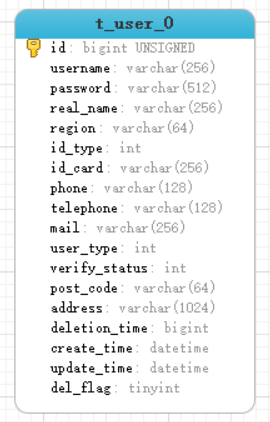 t_user_0
id: bigint UNSIGNED
username: varchar(256)
password: varchar(512)
real_name: varchar(256)
region: varchar(64)
id_type: int
id_card: varchar(256)
phone: varchar(128)
telephone: varchar(128)
mail: varchar(256)
user_type: int
verify_status: int
post_code: varchar(64)
address: varchar(1024)
deletion_time: bigint
create_time: datetime
update_time: datetime
del_flag: tinyint